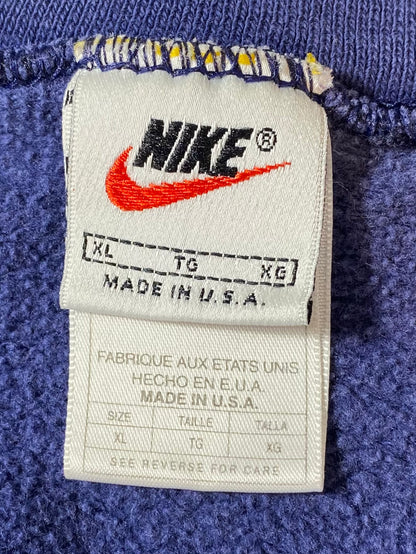 NIKE®
XL TG XG
MADE IN U.S.A.
FABRIQUE AUX ETATS UNIS
HECHO EN E.U.A.
MADE IN U.S.A.
SIZE TAILLE TALLA
XL TG XG
SEE REVERSE FOR CARE